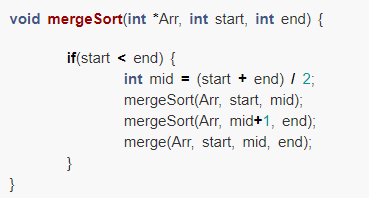 void mergeSort(int *Arr, int start, int end) {
if(start < end) {
int mid = (start + end) / 2;
mergeSort(Arr, start, mid);
mergeSort(Arr, mid+1, end);
merge(Arr, start, mid, end);
}
}